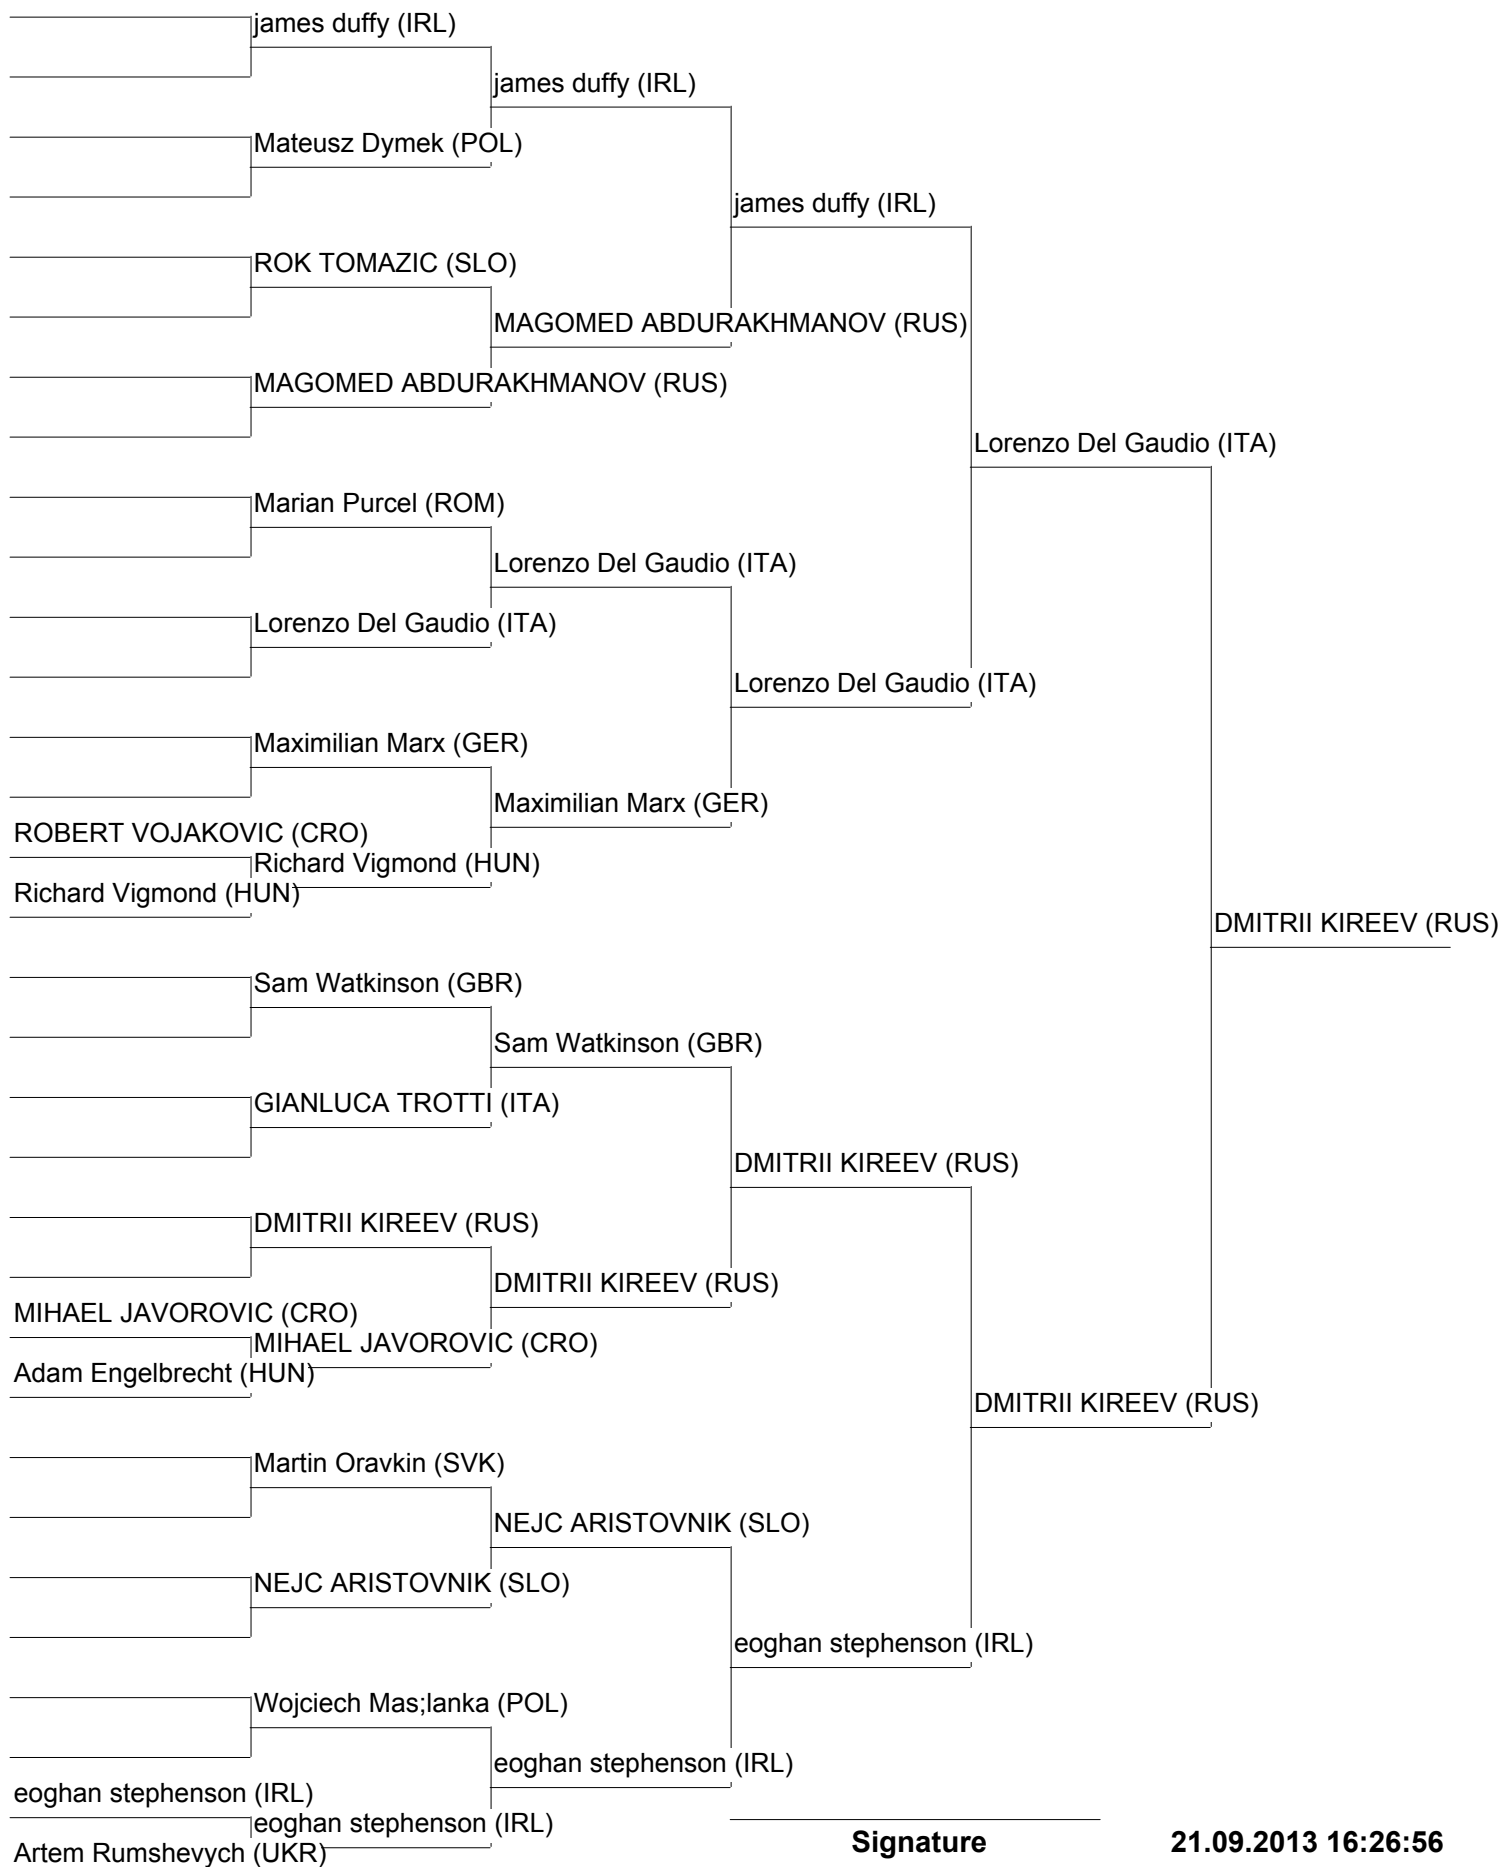 james duffy (IRL)
james duffy (IRL)
Mateusz Dymek (POL)
james duffy (IRL)
ROK TOMAZIC (SLO)
MAGOMED ABDURAKHMANOV (RUS)
MAGOMED ABDURAKHMANOV (RUS)
Lorenzo Del Gaudio (ITA)
Marian Purcel (ROM)
Lorenzo Del Gaudio (ITA)
Lorenzo Del Gaudio (ITA)
Lorenzo Del Gaudio (ITA)
Maximilian Marx (GER)
Maximilian Marx (GER)
ROBERT VOJAKOVIC (CRO)
Richard Vigmond (HUN)
Richard Vigmond (HUN)
DMITRII KIREEV (RUS)
Sam Watkinson (GBR)
Sam Watkinson (GBR)
GIANLUCA TROTTI (ITA)
DMITRII KIREEV (RUS)
DMITRII KIREEV (RUS)
DMITRII KIREEV (RUS)
MIHAEL JAVOROVIC (CRO)
MIHAEL JAVOROVIC (CRO)
Adam Engelbrecht (HUN)
DMITRII KIREEV (RUS)
Martin Oravkin (SVK)
NEJC ARISTOVNIK (SLO)
NEJC ARISTOVNIK (SLO)
eoghan stephenson (IRL)
Wojciech Mas;lanka (POL)
eoghan stephenson (IRL)
eoghan stephenson (IRL)
eoghan stephenson (IRL)
Artem Rumshevych (UKR)
Signature 21.09.2013 16:26:56